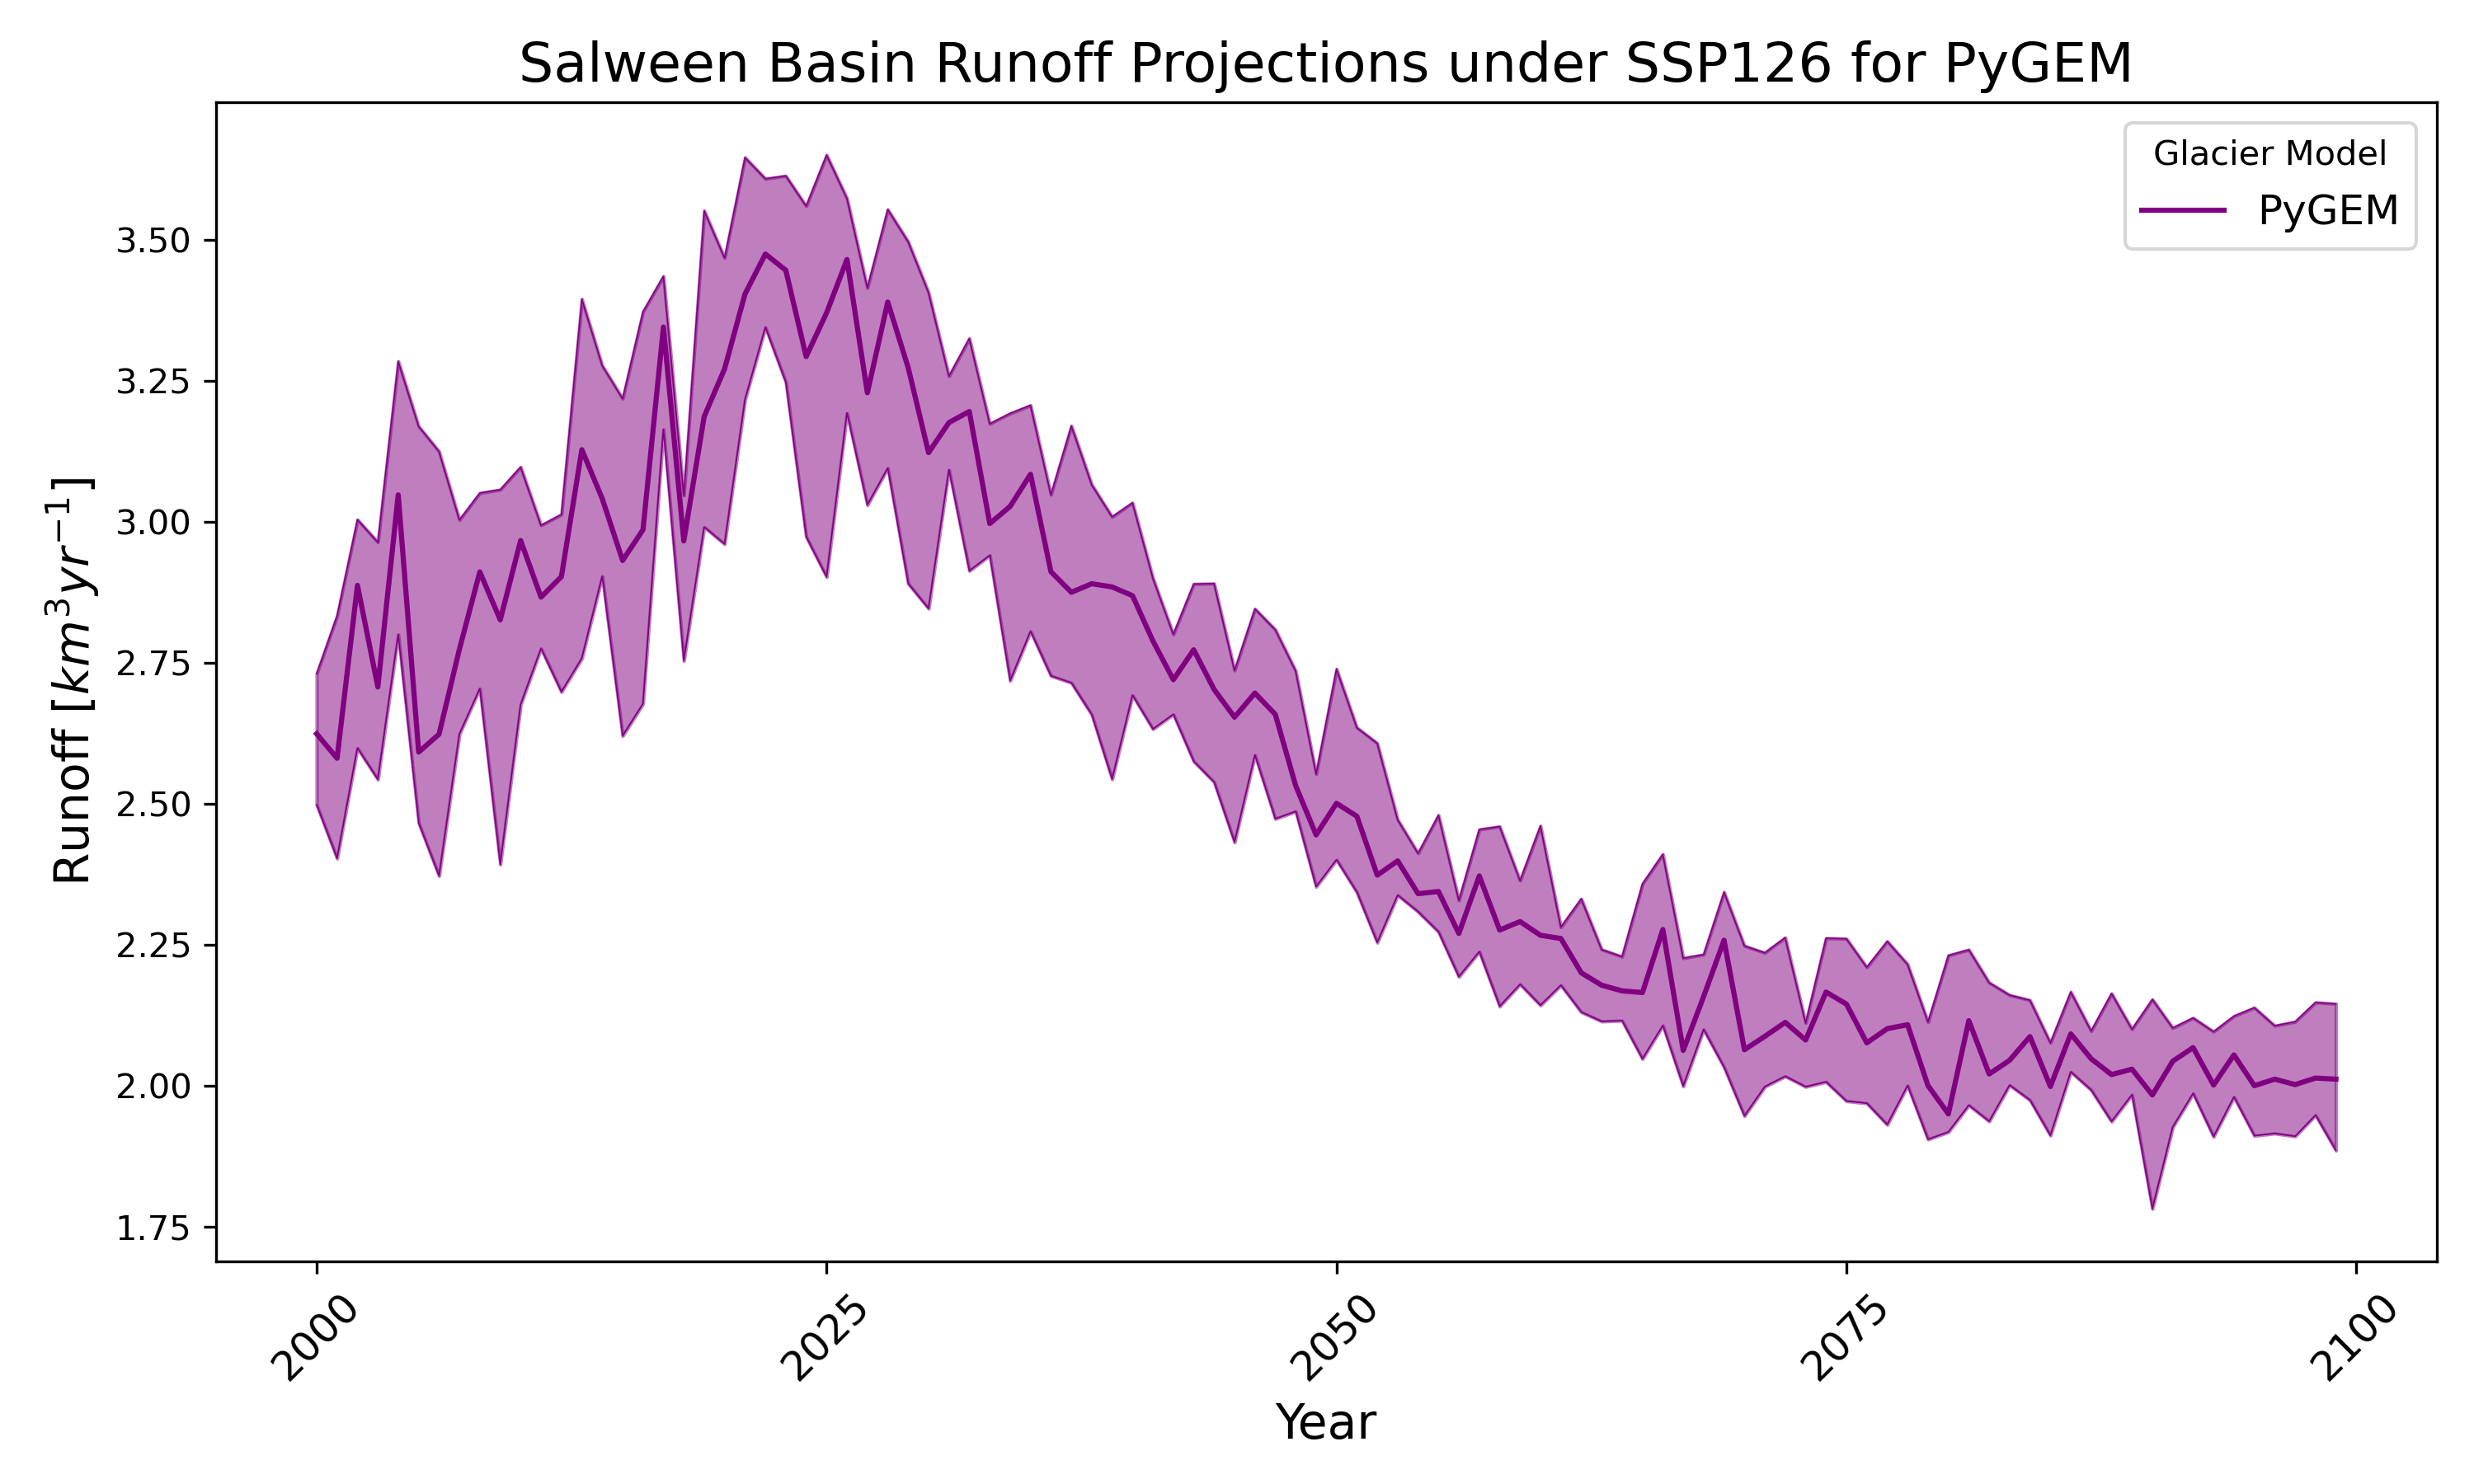 Salween Basin Runoff Projections under SSP126 for PyGEM
Glacier Model
PyGEM
Runoff [km³yr⁻¹]
3.50
3.25
3.00
2.75
2.50
2.25
2.00
1.75
2000
2025
2050
2075
2100
Year